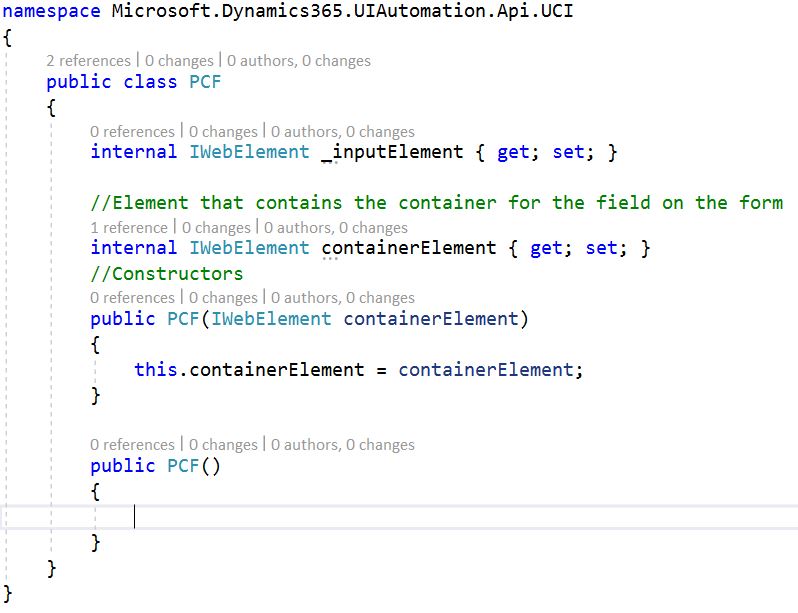 namespace Microsoft.Dynamics365.UIAutomation.Api.UCI
{
2 references | 0 changes | 0 authors, 0 changes
public class PCF
{
0 references | 0 changes | 0 authors, 0 changes
internal IWebElement _inputElement { get; set; }
//Element that contains the container for the field on the form
1 reference | 0 changes | 0 authors, 0 changes
internal IWebElement containerElement { get; set; }
//Constructors
0 references | 0 changes | 0 authors, 0 changes
public PCF(IWebElement containerElement)
{
this.containerElement = containerElement;
}
0 references | 0 changes | 0 authors, 0 changes
public PCF()
{
}
}
}